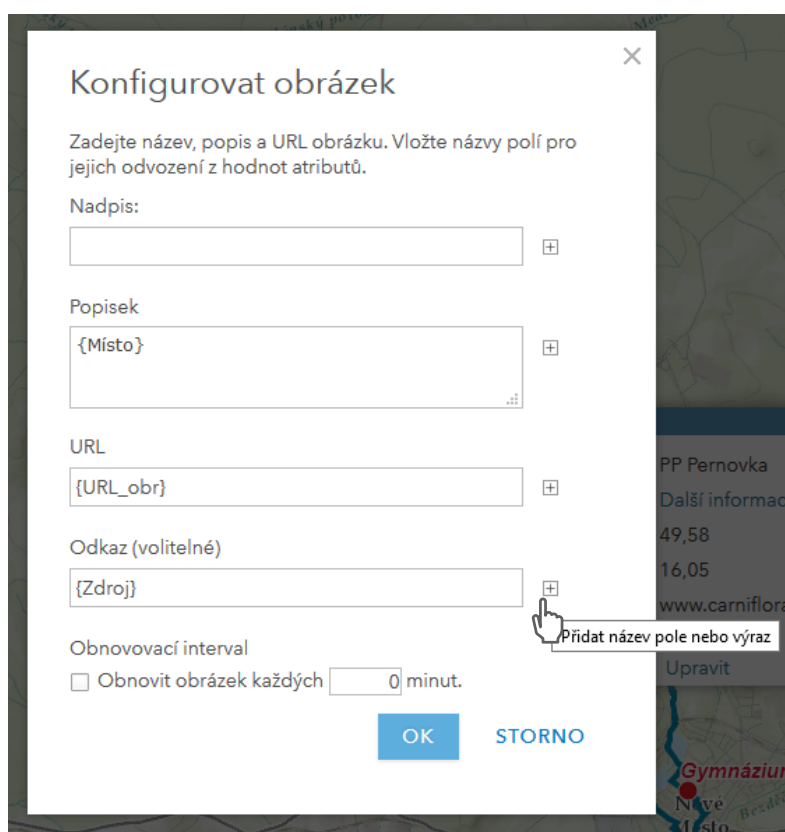 Konfigurovat obrázek
Zadejte název, popis a URL obrázku. Vložte názvy polí pro
jejich odvození z hodnot atributů.
Nadpis:
Popisek
{Místo}
URL
{URL_obr}
Odkaz (volitelné)
{Zdroj}
Obnovovací interval
Obnovit obrázek každých 0 minut.
OK STORNO
PP Pernovka
Další informac
49,58
16,05
www.carniflora
Přidat název pole nebo výraz
Upravit
Gymnáziu
Nové
Město